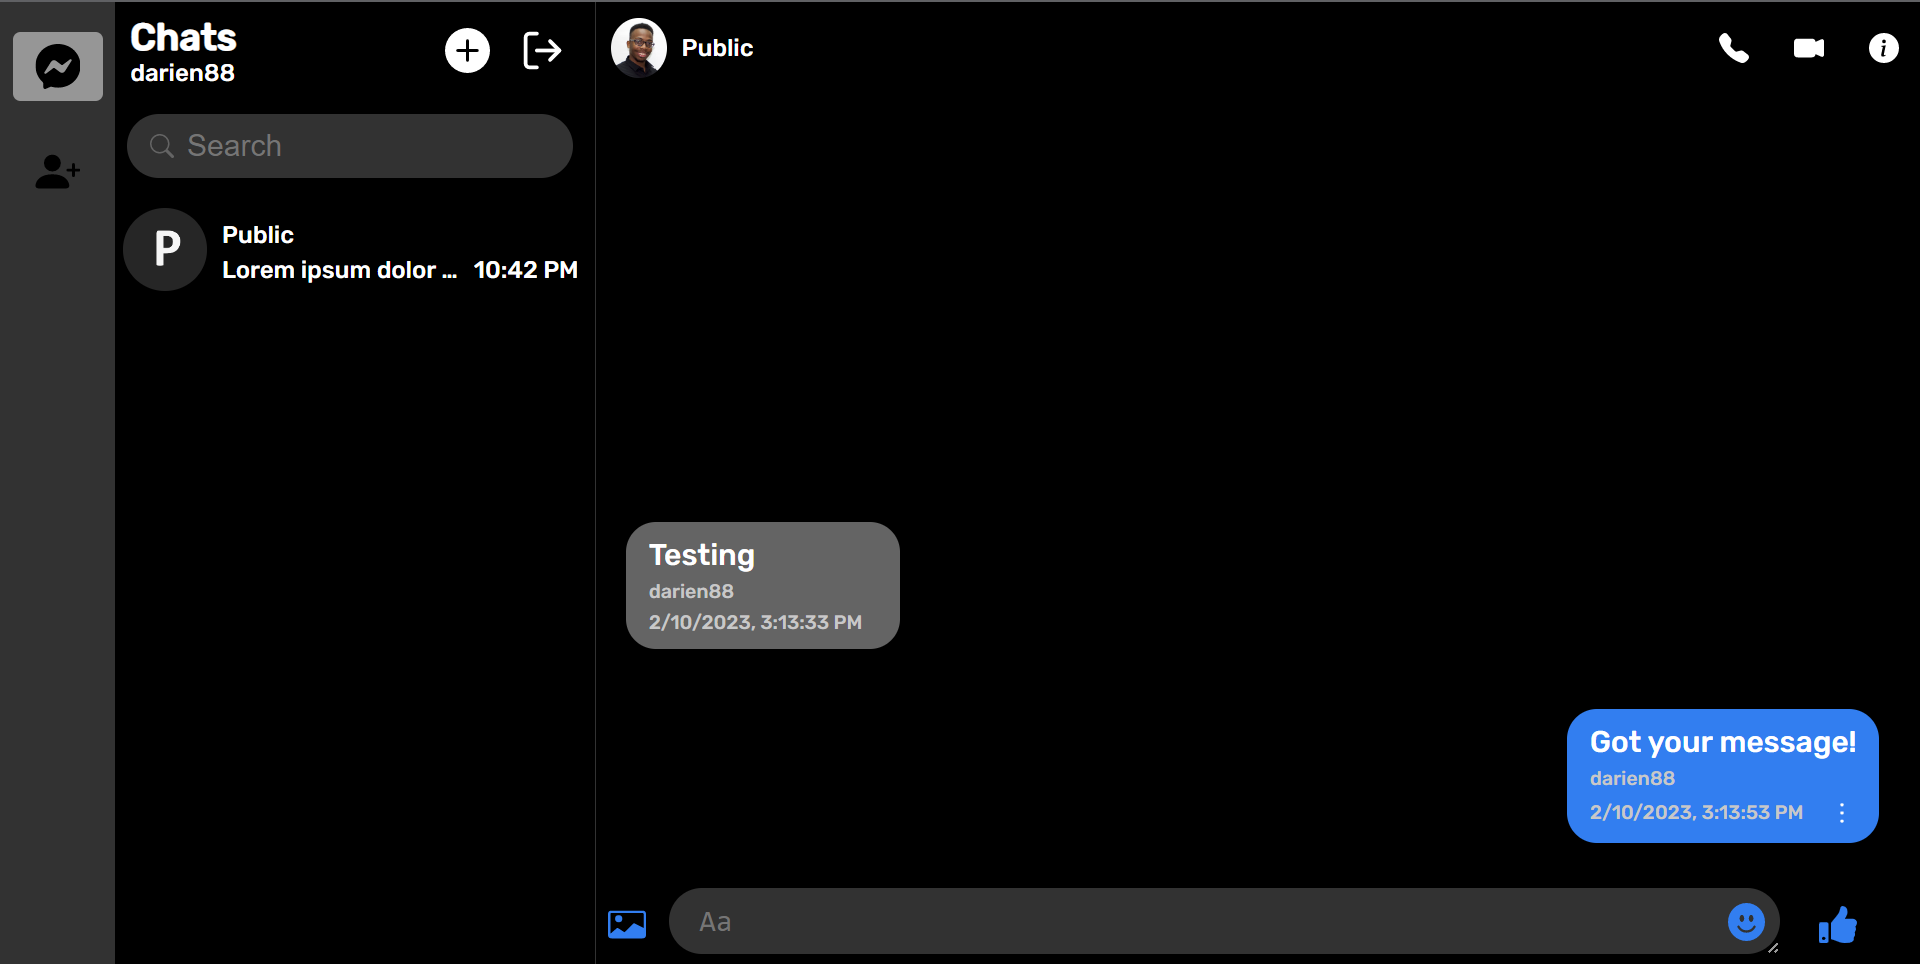 Chats
darien88
Search
P
Public
Lorem ipsum dolor ... 10:42 PM
Public
Testing
darien88
2/10/2023, 3:13:33 PM
Got your message!
darien88
2/10/2023, 3:13:53 PM
Aa